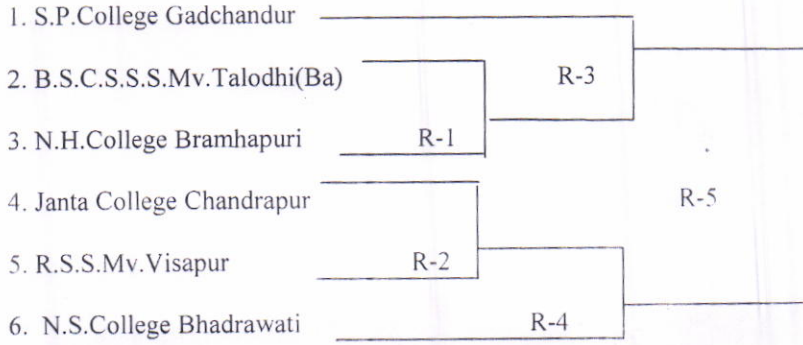 1. S.P.College Gadchandur
2. B.S.C.S.S.S.Mv.Talodhi(Ba)
R-3
3. N.H.College Bramhapuri
R-1
4. Janta College Chandrapur
R-5
5. R.S.S.Mv.Visapur
R-2
6. N.S.College Bhadrawati
R-4